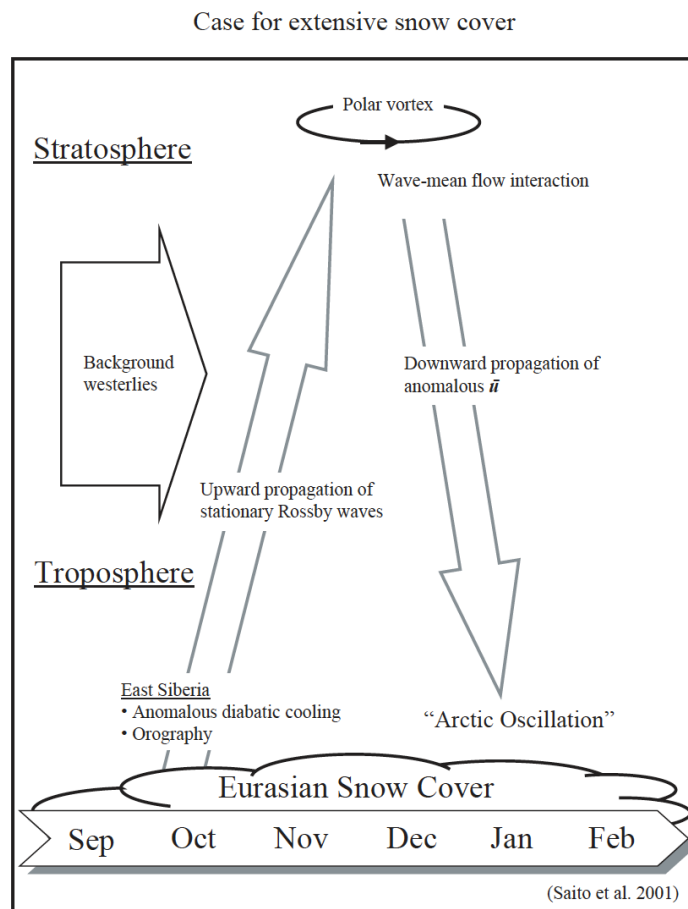 Case for extensive snow cover
Polar vortex
Stratosphere
Wave-mean flow interaction
Background
westerlies
Downward propagation of
anomalous ū
Upward propagation of
stationary Rossby waves
Troposphere
East Siberia
• Anomalous diabatic cooling
• Orography
“Arctic Oscillation”
Eurasian Snow Cover
Sep Oct Nov Dec Jan Feb
(Saito et al. 2001)